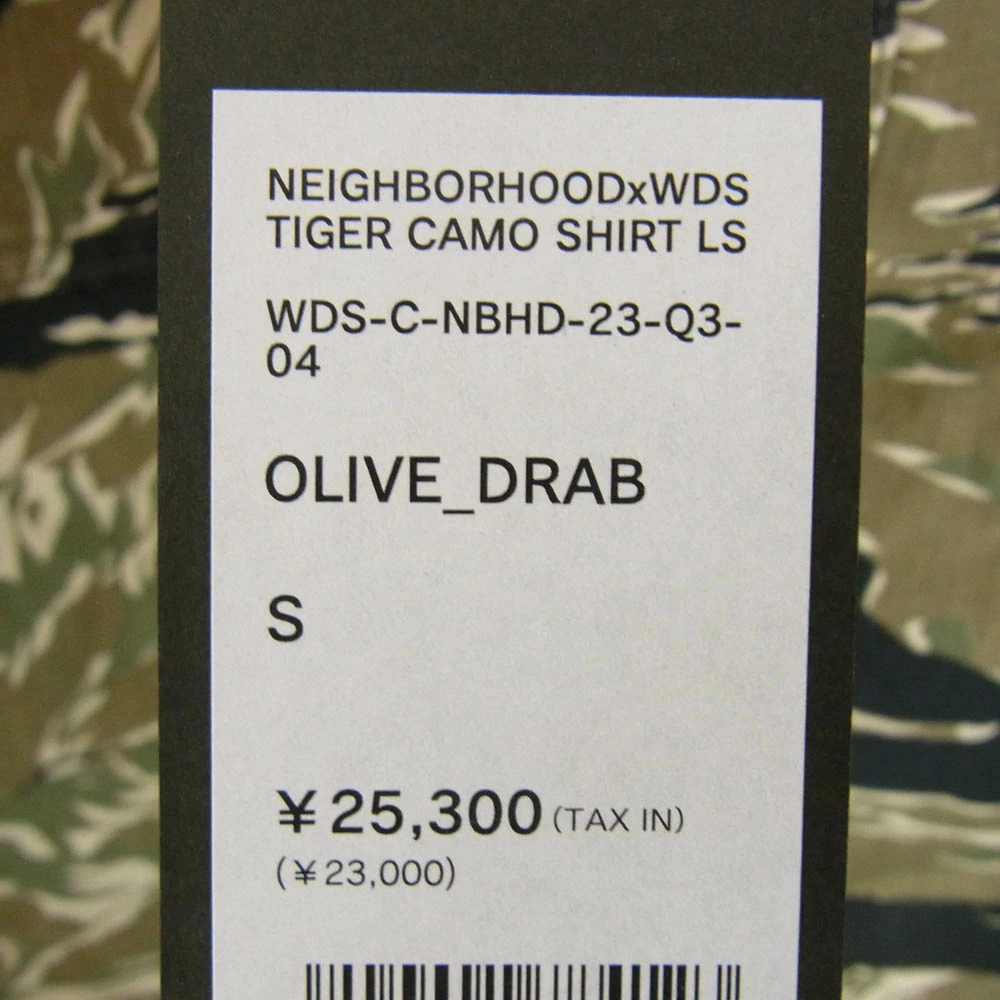 NEIGHBORHOODxWDS
TIGER CAMO SHIRT LS
WDS-C-NBHD-23-Q3-
04
OLIVE_DRAB
S
¥25,300 (TAX IN)
(¥23,000)